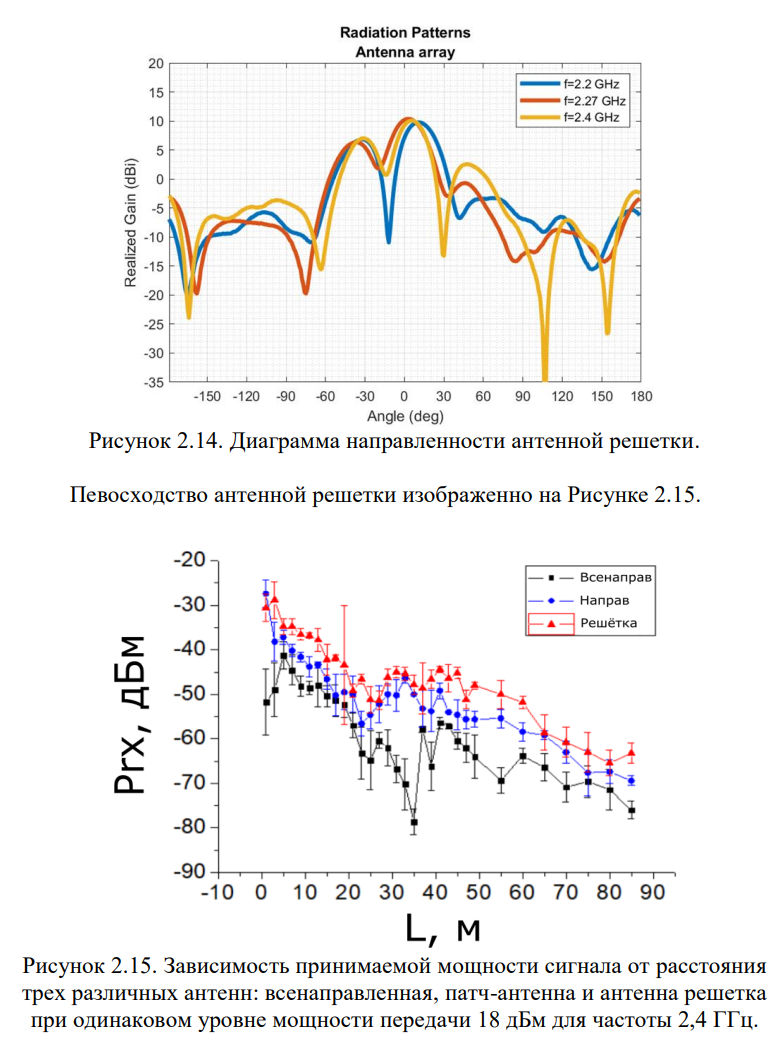 Radiation Patterns
Antenna array
20
15
10
5
0
-5
-10
-15
-20
-25
-30
-35
Realized Gain (dBi)
f=2.2 GHz
f=2.27 GHz
f=2.4 GHz
-150 -120 -90 -60 -30 0 30 60 90 120 150 180
Angle (deg)
Рисунок 2.14. Диаграмма направленности антенной решетки.
Певосходство антенной решетки изображенно на Рисунке 2.15.
-20
-30
-40
-50
-60
-70
-80
-90
Prx, дБм
Всенаправ
Направ
Решётка
-10 0 10 20 30 40 50 60 70 80 90
L, м
Рисунок 2.15. Зависимость принимаемой мощности сигнала от расстояния
трех различных антенн: всенаправленная, патч-антенна и антенна решетка
при одинаковом уровне мощности передачи 18 дБм для частоты 2,4 ГГц.